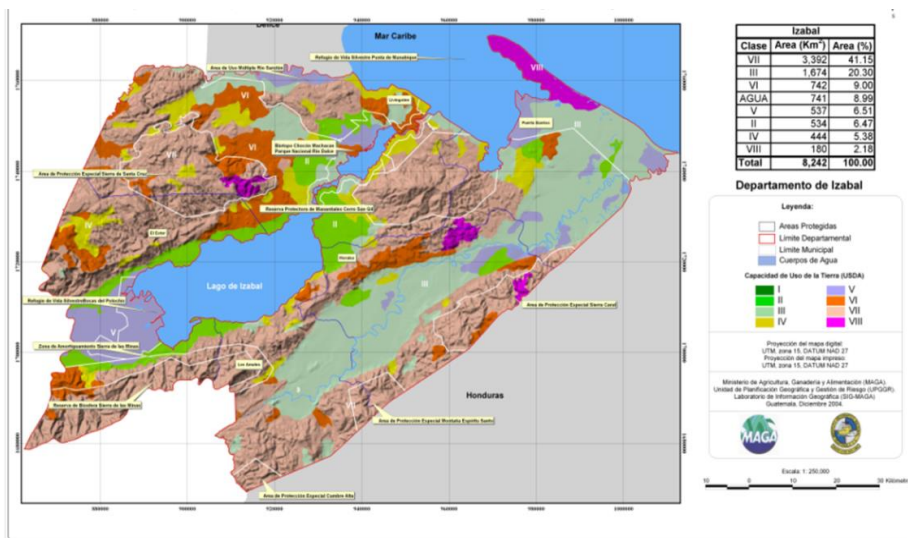 6
Belice
Mar Caribe
Refugio de Vida Silvestre Punta de Manabique
Area de Uso Múltiple Río Sarstún
VIII
VI
Livingston
Puerto Barrios
III
VII
VI
II
Biotopo Chocón Machacas
Parque Nacional Río Dulce
Area de Protección Especial Sierra de Santa Cruz
Reserva Protectora de Manantiales Cerro San Gil
IV
El Estor
II
Morales
III
Lago de Izabal
Refugio de Vida Silvestre Bocas del Polochic
Area de Protección Especial Sierra Caral
V
Zona de Amortiguamiento Sierra de las Minas
Los Amates
Reserva de Biosfera Sierra de las Minas
Honduras
Area de Protección Especial Montaña Espíritu Santo
Area de Protección Especial Cumbre Alta
Izabal
Clase Area (Km²) Area (%)
VII 3,392 41.15
III 1,674 20.30
VI 742 9.00
AGUA 741 8.99
V 537 6.51
II 534 6.47
IV 444 5.38
VIII 180 2.18
Total 8,242 100.00
Departamento de Izabal
Leyenda:
Areas Protegidas
Límite Departamental
Límite Municipal
Cuerpos de Agua
Capacidad de Uso de la Tierra (USDA)
I V
II VI
III VII
IV VIII
Proyección del mapa digital:
UTM, zona 15, DATUM NAD 27
Proyección del mapa impreso:
UTM, zona 15, DATUM NAD 27
Ministerio de Agricultura, Ganadería y Alimentación (MAGA).
Unidad de Planificación Geográfica y Gestión de Riesgo (UPGGR).
Laboratorio de Información Geográfica (SIG-MAGA)
Guatemala, Diciembre 2004.
MAGA
Escala: 1: 250,000
10 0 10 20 30 Kilometers